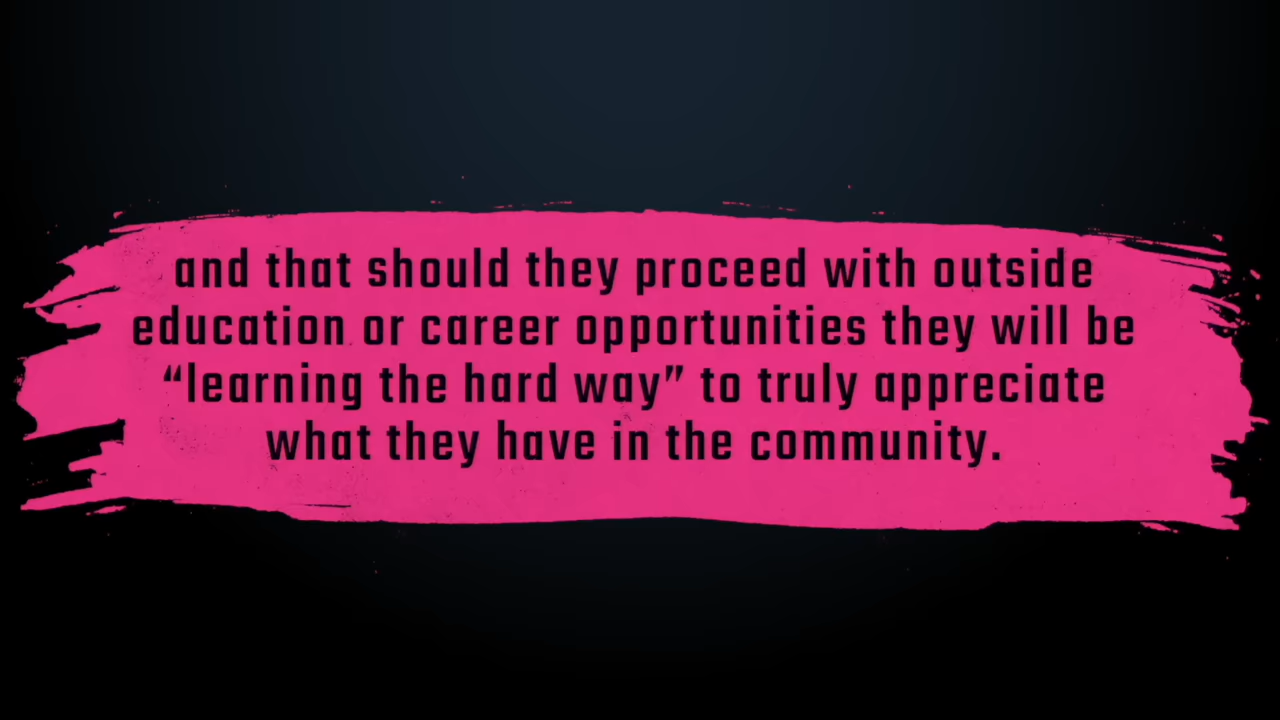 and that should they proceed with outside
education or career opportunities they will be
“learning the hard way” to truly appreciate
what they have in the community.